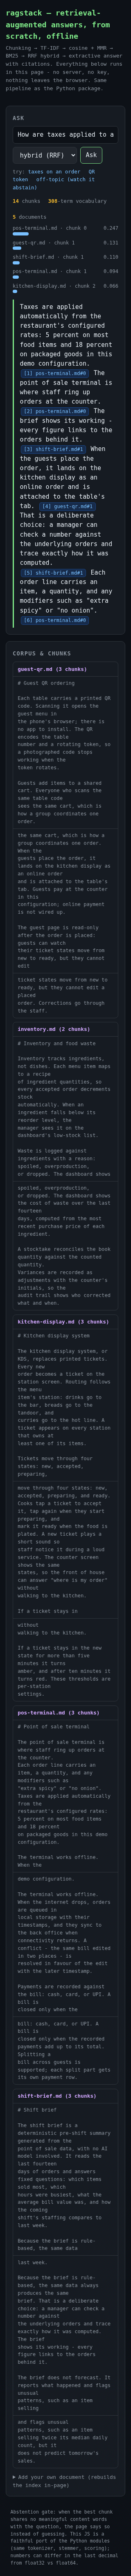 ragstack — retrieval-
augmented answers, from
scratch, offline
Chunking → TF-IDF → cosine + MMR →
BM25 → RRF hybrid → extractive answer
with citations. Everything below runs
in this page - no server, no key,
nothing leaves the browser. Same
pipeline as the Python package.
ASK
How are taxes applied to a
hybrid (RRF)
Ask
try: taxes on an order QR
token off-topic (watch it
abstain)
14 chunks 308-term vocabulary
5 documents
pos-terminal.md · chunk 0 0.247
guest-qr.md · chunk 1 0.131
shift-brief.md · chunk 1 0.110
pos-terminal.md · chunk 1 0.094
kitchen-display.md · chunk 2 0.066
Taxes are applied
automatically from the
restaurant's configured
rates: 5 percent on most
food items and 18 percent
on packaged goods in this
demo configuration.
[1] pos-terminal.md#0 The
point of sale terminal is
where staff ring up
orders at the counter.
[2] pos-terminal.md#0 The
brief shows its working -
every figure links to the
orders behind it.
[3] shift-brief.md#1 When
the guests place the
order, it lands on the
kitchen display as an
online order and is
attached to the table's
tab. [4] guest-qr.md#1
That is a deliberate
choice: a manager can
check a number against
the underlying orders and
trace exactly how it was
computed.
[5] shift-brief.md#1 Each
order line carries an
item, a quantity, and any
modifiers such as "extra
spicy" or "no onion".
[6] pos-terminal.md#0
CORPUS & CHUNKS
guest-qr.md (3 chunks)
# Guest QR ordering
Each table carries a printed QR
code. Scanning it opens the
guest menu in
the phone's browser; there is
no app to install. The QR
encodes the table
number and a rotating token, so
a photographed code stops
working when the
token rotates.
Guests add items to a shared
cart. Everyone who scans the
same table code
sees the same cart, which is
how a group coordinates one
order.
the same cart, which is how a
group coordinates one order.
When the
guests place the order, it
lands on the kitchen display as
an online order
and is attached to the table's
tab. Guests pay at the counter
in this
configuration; online payment
is not wired up.
The guest page is read-only
after the order is placed:
guests can watch
their ticket states move from
new to ready, but they cannot
edit
ticket states move from new to
ready, but they cannot edit a
placed
order. Corrections go through
the staff.
inventory.md (2 chunks)
# Inventory and food waste
Inventory tracks ingredients,
not dishes. Each menu item maps
to a recipe
of ingredient quantities, so
every accepted order decrements
stock
automatically. When an
ingredient falls below its
reorder level, the
manager sees it on the
dashboard's low-stock list.
Waste is logged against
ingredients with a reason:
spoiled, overproduction,
or dropped. The dashboard shows
spoiled, overproduction,
or dropped. The dashboard shows
the cost of waste over the last
fourteen
days, computed from the most
recent purchase price of each
ingredient.
A stocktake reconciles the book
quantity against the counted
quantity.
Variances are recorded as
adjustments with the counter's
initials, so the
audit trail shows who corrected
what and when.
kitchen-display.md (3 chunks)
# Kitchen display system
The kitchen display system, or
KDS, replaces printed tickets.
Every new
order becomes a ticket on the
station screen. Routing follows
the menu
item's station: drinks go to
the bar, breads go to the
tandoor, and
curries go to the hot line. A
ticket appears on every station
that owns at
least one of its items.
Tickets move through four
states: new, accepted,
preparing,
move through four states: new,
accepted, preparing, and ready.
Cooks tap a ticket to accept
it, tap again when they start
preparing, and
mark it ready when the food is
plated. A new ticket plays a
short sound so
staff notice it during a loud
service. The counter screen
shows the same
states, so the front of house
can answer "where is my order"
without
walking to the kitchen.
If a ticket stays in
without
walking to the kitchen.
If a ticket stays in the new
state for more than five
minutes it turns
amber, and after ten minutes it
turns red. These thresholds are
per-station
settings.
pos-terminal.md (3 chunks)
# Point of sale terminal
The point of sale terminal is
where staff ring up orders at
the counter.
Each order line carries an
item, a quantity, and any
modifiers such as
"extra spicy" or "no onion".
Taxes are applied automatically
from the
restaurant's configured rates:
5 percent on most food items
and 18 percent
on packaged goods in this demo
configuration.
The terminal works offline.
When the
demo configuration.
The terminal works offline.
When the internet drops, orders
are queued in
local storage with their
timestamps, and they sync to
the back office when
connectivity returns. A
conflict - the same bill edited
in two places - is
resolved in favour of the edit
with the later timestamp.
Payments are recorded against
the bill: cash, card, or UPI. A
bill is
closed only when the
bill: cash, card, or UPI. A
bill is
closed only when the recorded
payments add up to its total.
Splitting a
bill across guests is
supported; each split part gets
its own payment row.
shift-brief.md (3 chunks)
# Shift brief
The shift brief is a
deterministic pre-shift summary
generated from the
point of sale data, with no AI
model involved. It reads the
last fourteen
days of orders and answers
fixed questions: which items
sold most, which
hours were busiest, what the
average bill value was, and how
the coming
shift's staffing compares to
last week.
Because the brief is rule-
based, the same data
last week.
Because the brief is rule-
based, the same data always
produces the same
brief. That is a deliberate
choice: a manager can check a
number against
the underlying orders and trace
exactly how it was computed.
The brief
shows its working - every
figure links to the orders
behind it.
The brief does not forecast. It
reports what happened and flags
unusual
patterns, such as an item
selling
and flags unusual
patterns, such as an item
selling twice its median daily
count, but it
does not predict tomorrow's
sales.
▶ Add your own document (rebuilds
the index in-page)
Abstention gate: when the best chunk
shares no meaningful content words
with the question, the page says so
instead of guessing. This JS is a
faithful port of the Python modules
(same tokenizer, stemmer, scoring);
numbers can differ in the last decimal
from float32 vs float64.